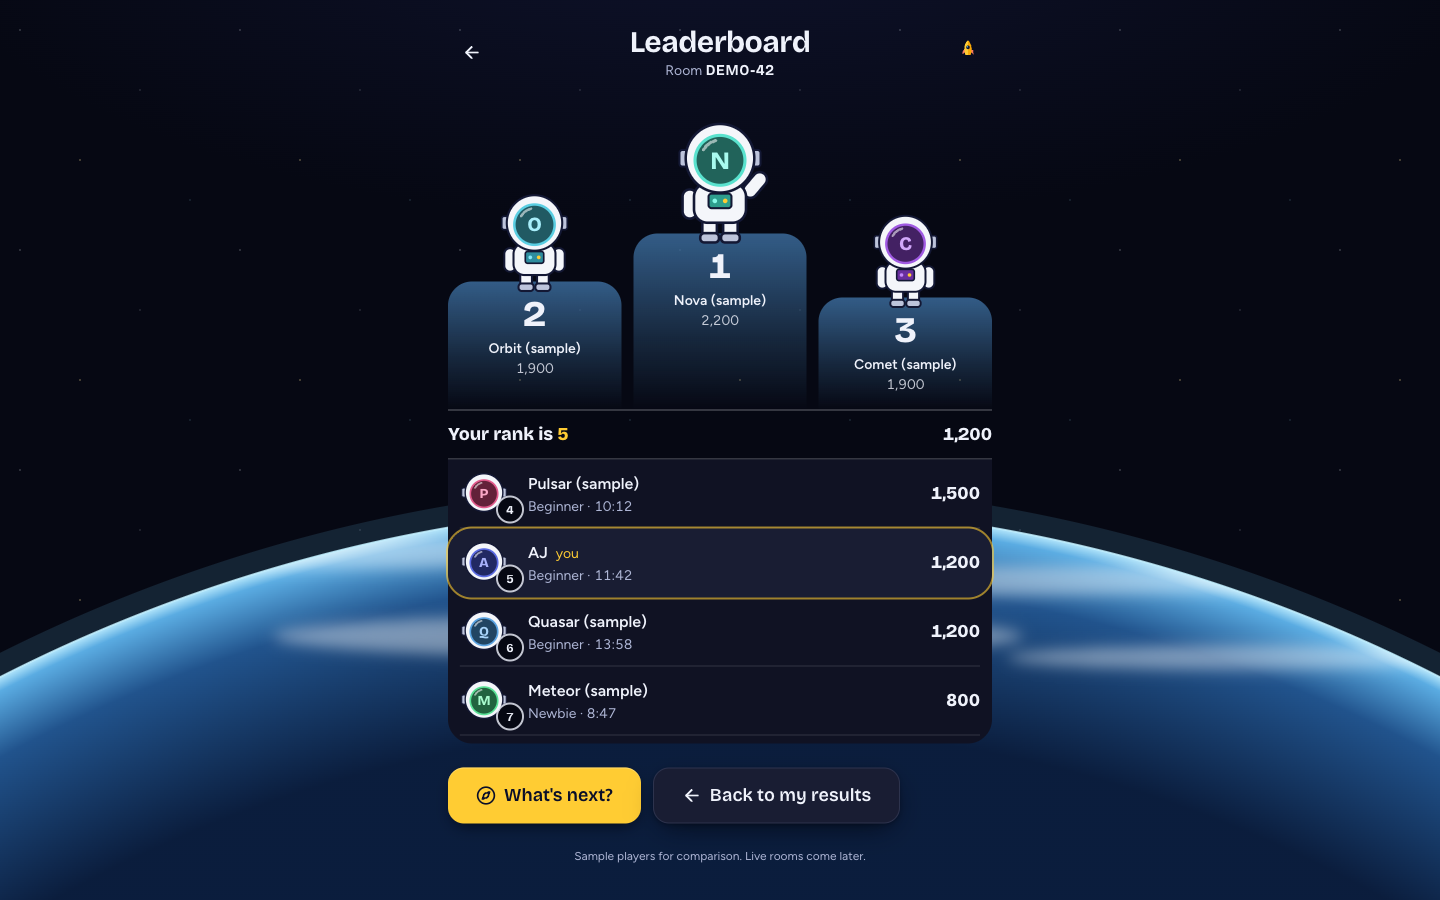 Leaderboard
Room DEMO-42
N
O
C
1
Nova (sample)
2,200
2
Orbit (sample)
1,900
3
Comet (sample)
1,900
Your rank is 5 1,200
P 4 Pulsar (sample) 1,500
Beginner · 10:12
A 5 AJ you 1,200
Beginner · 11:42
Q 6 Quasar (sample) 1,200
Beginner · 13:58
M 7 Meteor (sample) 800
Newbie · 8:47
What's next? Back to my results
Sample players for comparison. Live rooms come later.